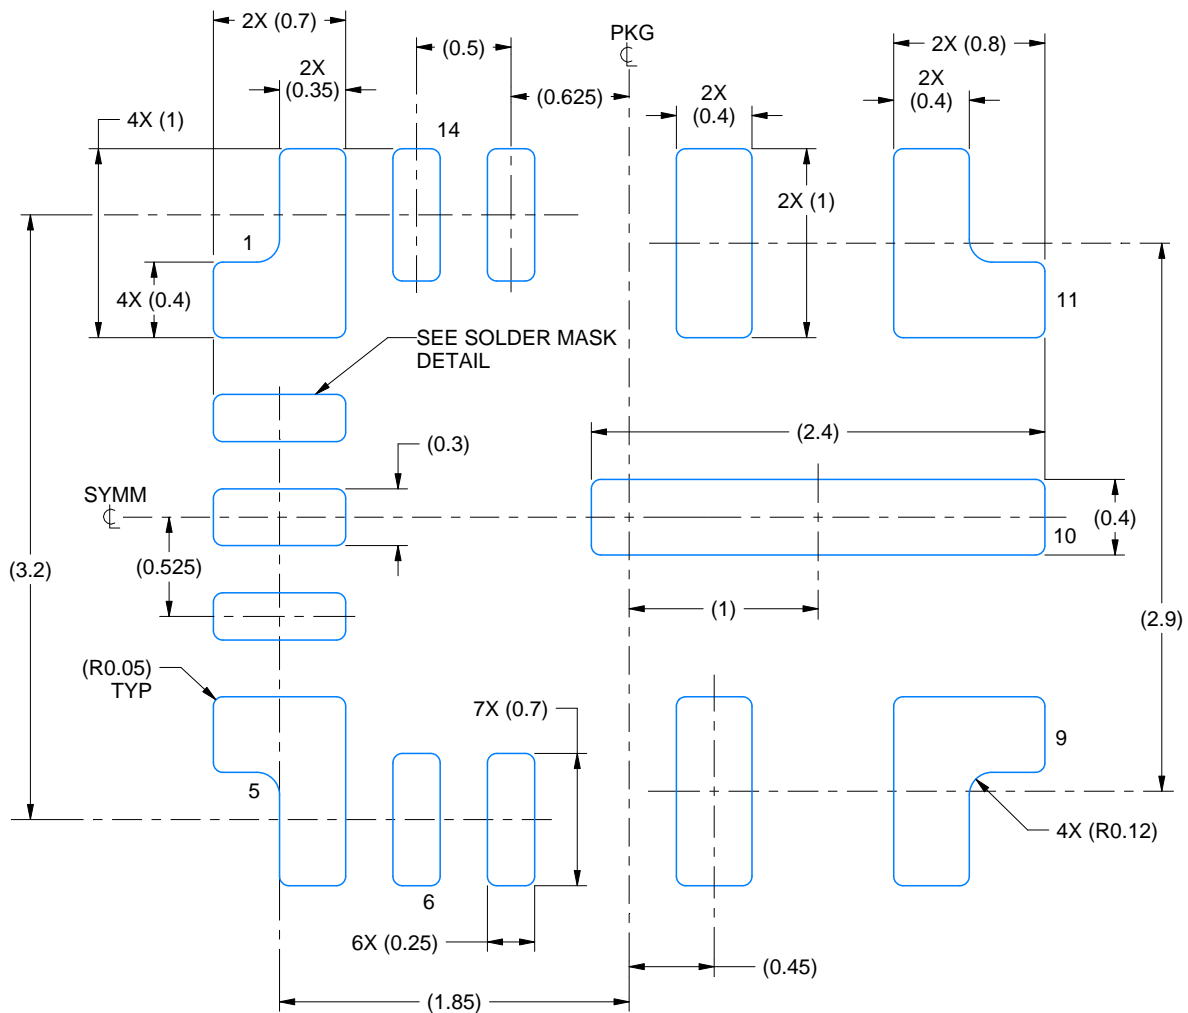 2X (0.7)
(0.5)
PKG
2X (0.8)
2X
(0.35)
(0.625)
2X
(0.4)
2X
(0.4)
4X (1)
14
2X (1)
1
4X (0.4)
11
SEE SOLDER MASK
DETAIL
(2.4)
(0.3)
SYMM
(0.4)
10
(0.525)
(3.2)
(1)
(2.9)
(R0.05)
TYP
7X (0.7)
9
5
4X (R0.12)
6
6X (0.25)
(0.45)
(1.85)